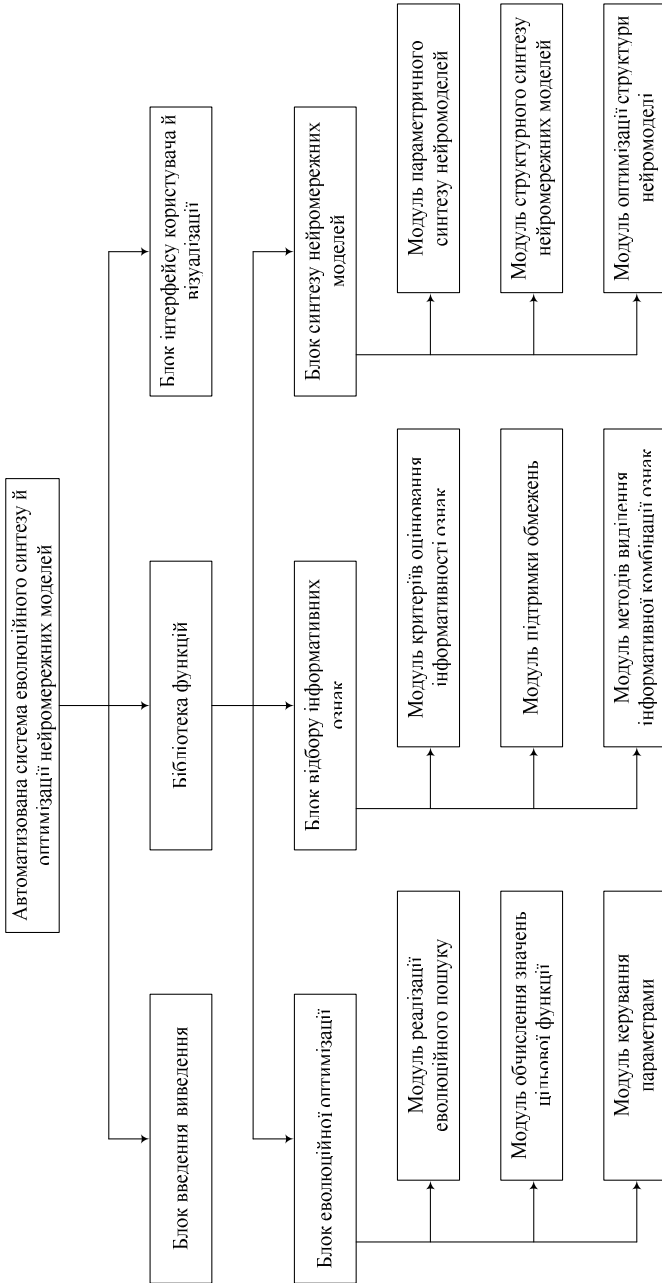 Автоматизована система еволюційного синтезу й
оптимізації нейромережних моделей
Блок введення виведення
Бібліотека функцій
Блок інтерфейсу користувача й
візуалізації
Блок еволюційної оптимізації
Блок відбору інформативних
ознак
Блок синтезу нейромережних
моделей
Модуль реалізації
еволюційного пошуку
Модуль обчислення значень
цільової функції
Модуль керування
параметрами
Модуль критеріїв оцінювання
інформативності ознак
Модуль підтримки обмежень
Модуль методів виділення
інформативної комбінації ознак
Модуль параметричного
синтезу нейромоделей
Модуль структурного синтезу
нейромережних моделей
Модуль оптимізації структури
нейромоделі